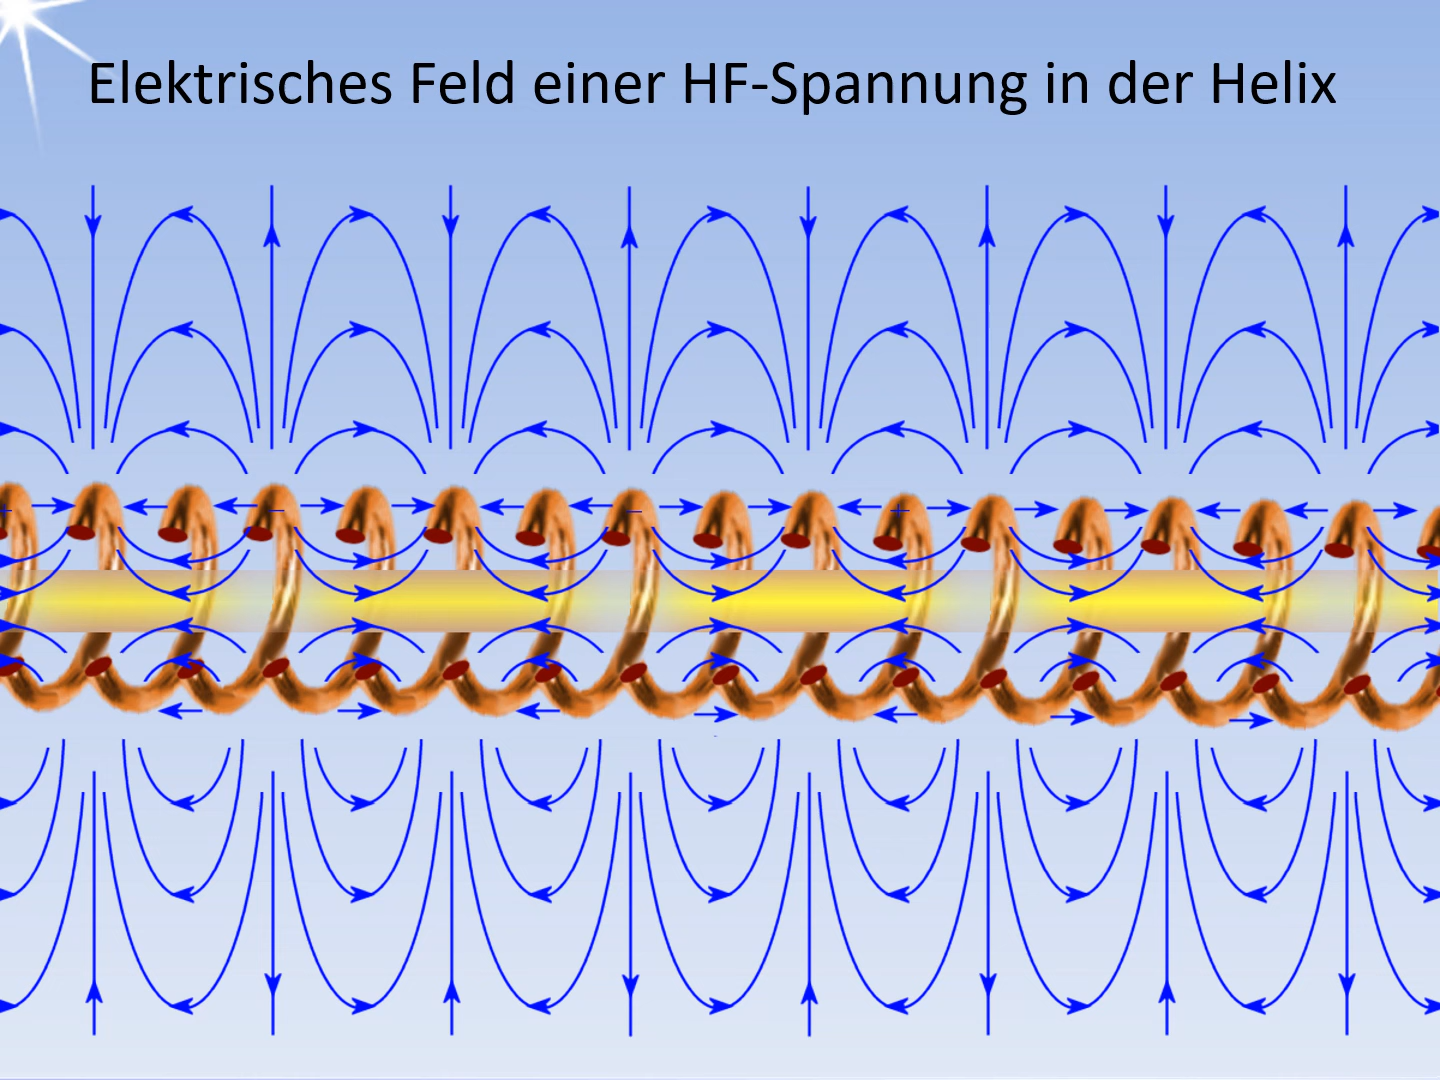 Elektrisches Feld einer HF-Spannung in der Helix
+ − − +